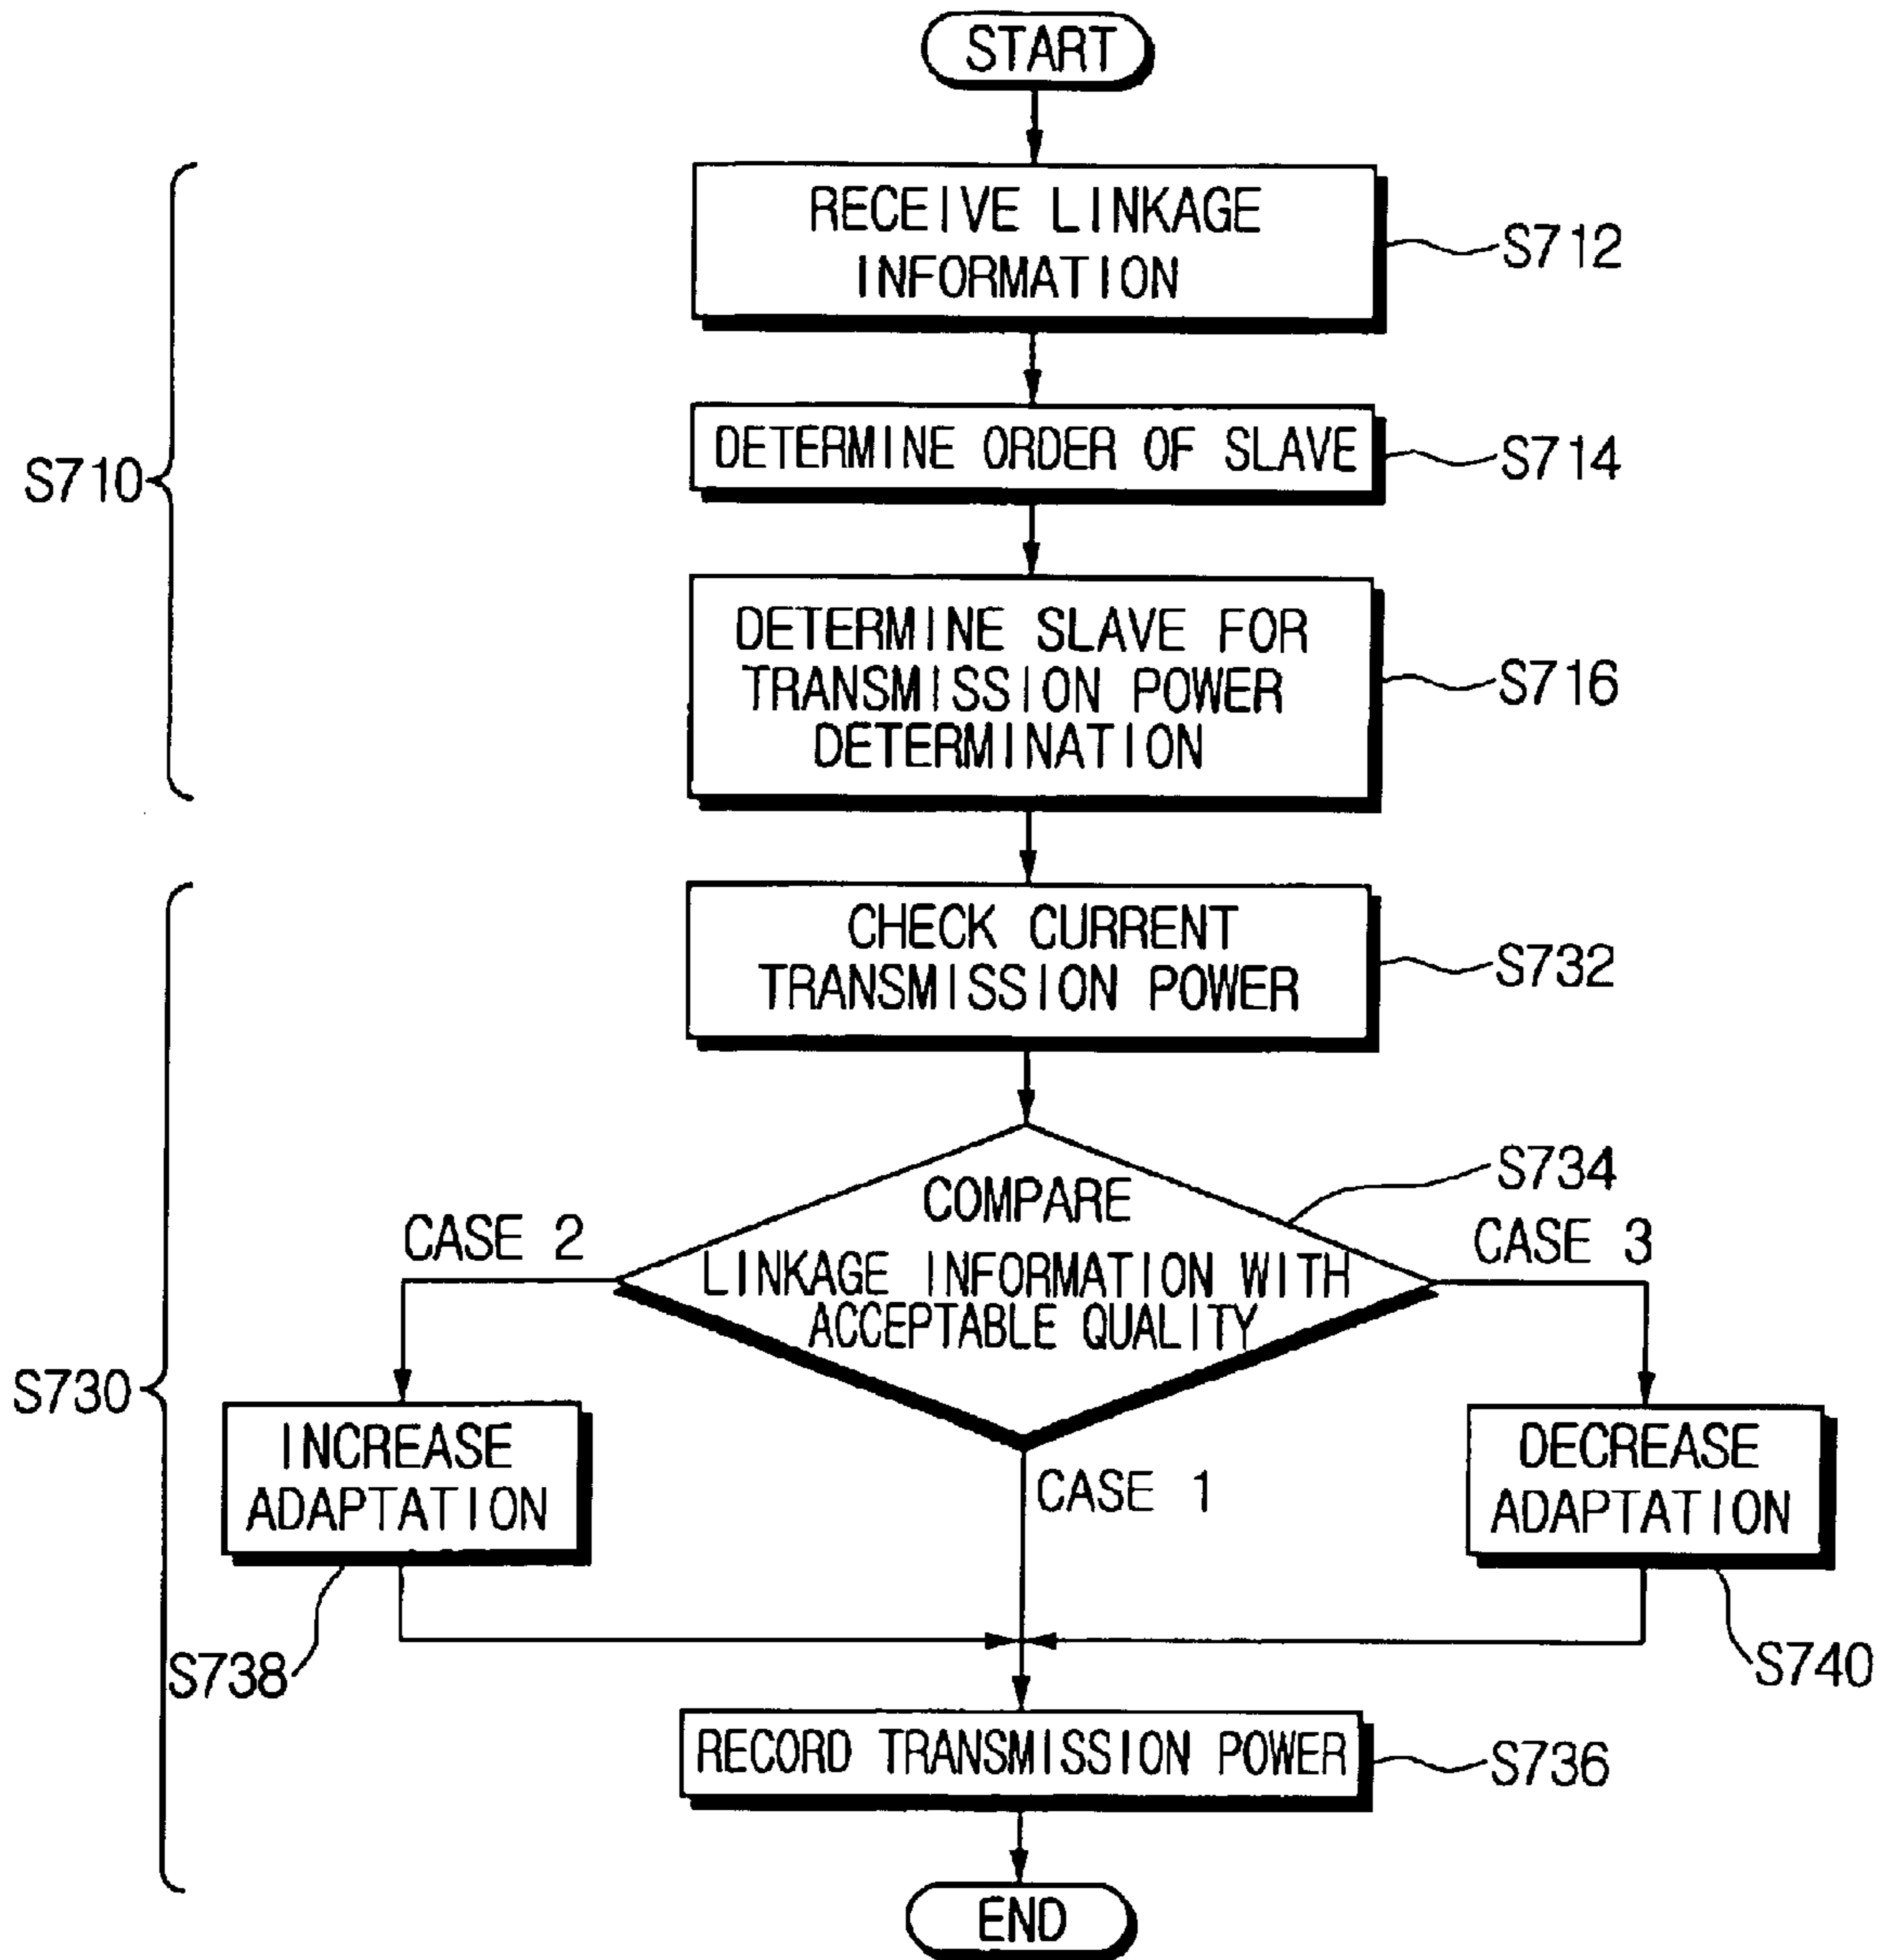 START
RECEIVE LINKAGE
INFORMATION
S712
DETERMINE ORDER OF SLAVE
S714
S710
DETERMINE SLAVE FOR
TRANSMISSION POWER
DETERMINATION
S716
CHECK CURRENT
TRANSMISSION POWER
S732
S734
COMPARE
LINKAGE INFORMATION WITH
ACCEPTABLE QUALITY
CASE 2
CASE 3
S730
INCREASE
ADAPTATION
CASE 1
DECREASE
ADAPTATION
S738
S740
RECORD TRANSMISSION POWER
S736
END